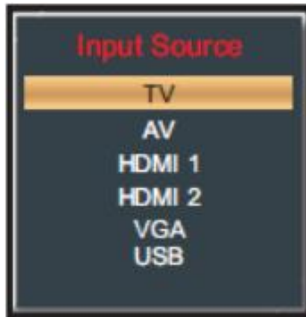 Input Source
TV
AV
HDMI 1
HDMI 2
VGA
USB